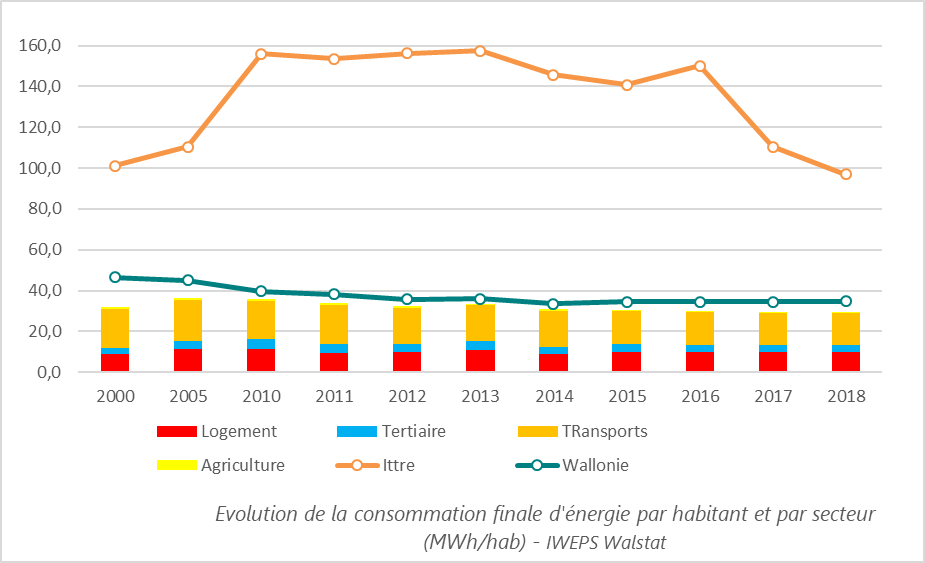 160,0
140,0
120,0
100,0
80,0
60,0
40,0
20,0
0,0
2000 2005 2010 2011 2012 2013 2014 2015 2016 2017 2018
Logement Tertiaire TRansports
Agriculture Ittre Wallonie
Evolution de la consommation finale d'énergie par habitant et par secteur
(MWh/hab) - IWEPS Walstat